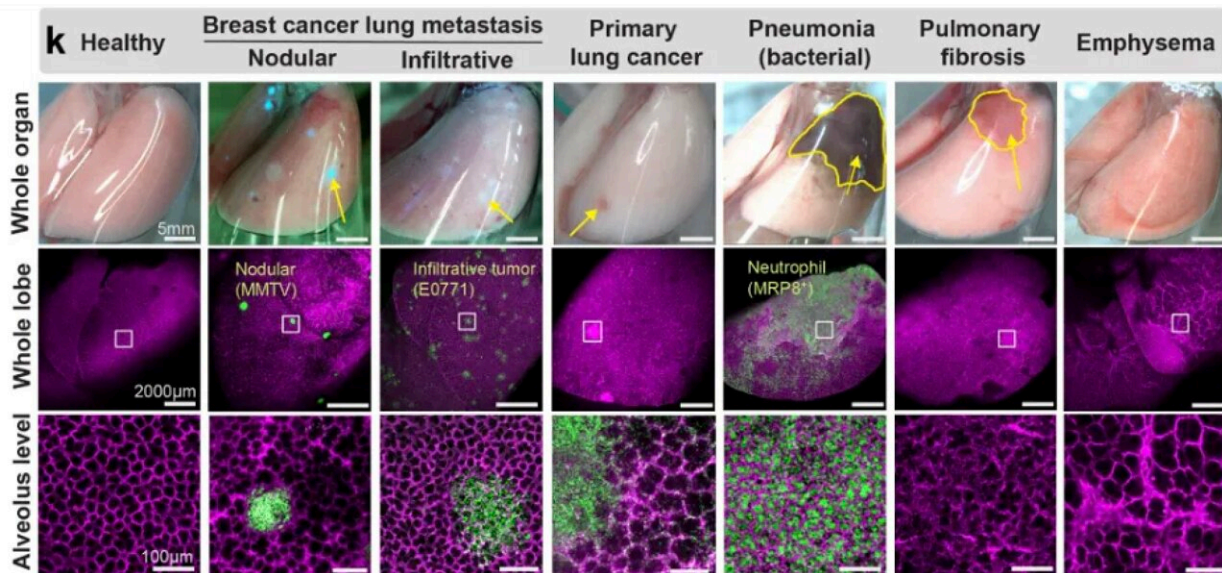 k
Healthy
Breast cancer lung metastasis
Nodular
Infiltrative
Primary
lung cancer
Pneumonia
(bacterial)
Pulmonary
fibrosis
Emphysema
Whole organ
5mm
Whole lobe
Nodular
(MMTV)
Infiltrative tumor
(E0771)
Neutrophil
(MRP8⁺)
2000μm
Alveolus level
100μm